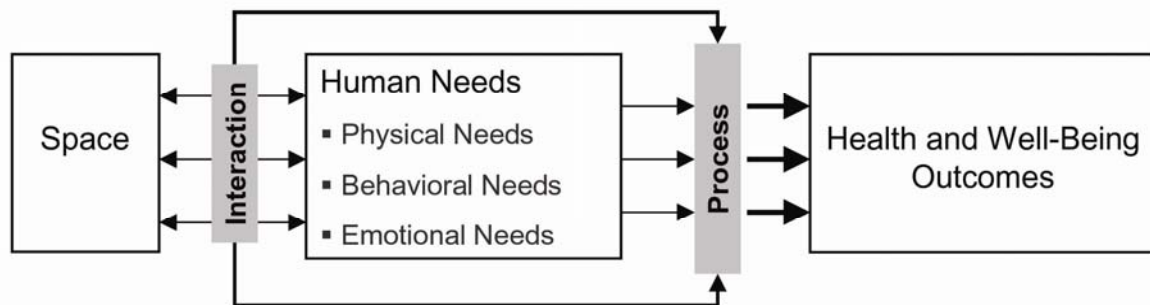 Space
Interaction
Human Needs
▪ Physical Needs
▪ Behavioral Needs
▪ Emotional Needs
Process
Health and Well-Being
Outcomes